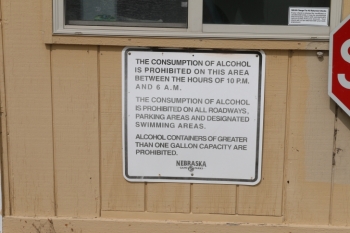 THE CONSUMPTION OF ALCOHOL
IS PROHIBITED ON THIS AREA
BETWEEN THE HOURS OF 10 P.M.
AND 6 A.M.
THE CONSUMPTION OF ALCOHOL
IS PROHIBITED ON ALL ROADWAYS,
PARKING AREAS AND DESIGNATED
SWIMMING AREAS.
ALCOHOL CONTAINERS OF GREATER
THAN ONE GALLON CAPACITY ARE
PROHIBITED.
NEBRASKA
S